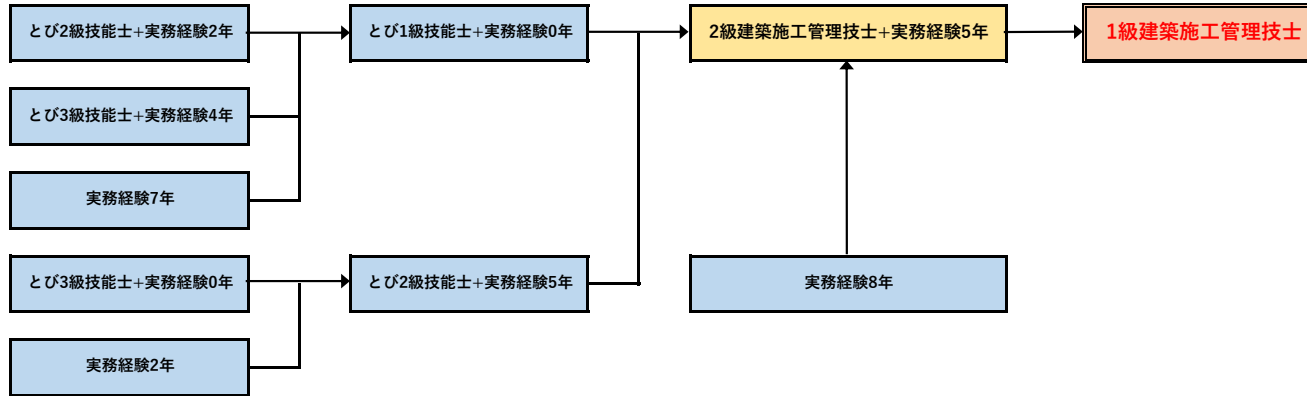 とび2級技能士+実務経験2年
とび1級技能士+実務経験0年
2級建築施工管理技士+実務経験5年
1級建築施工管理技士
とび3級技能士+実務経験4年
実務経験7年
とび3級技能士+実務経験0年
とび2級技能士+実務経験5年
実務経験8年
実務経験2年